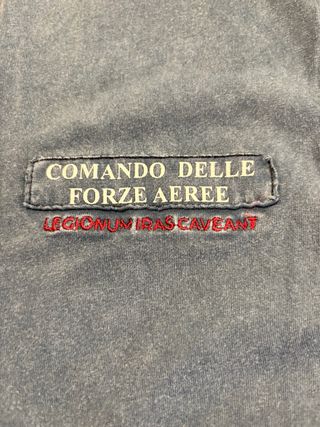 COMANDO DELLE
FORZE AEREE
LEGIONUM IRAS CAVEANT